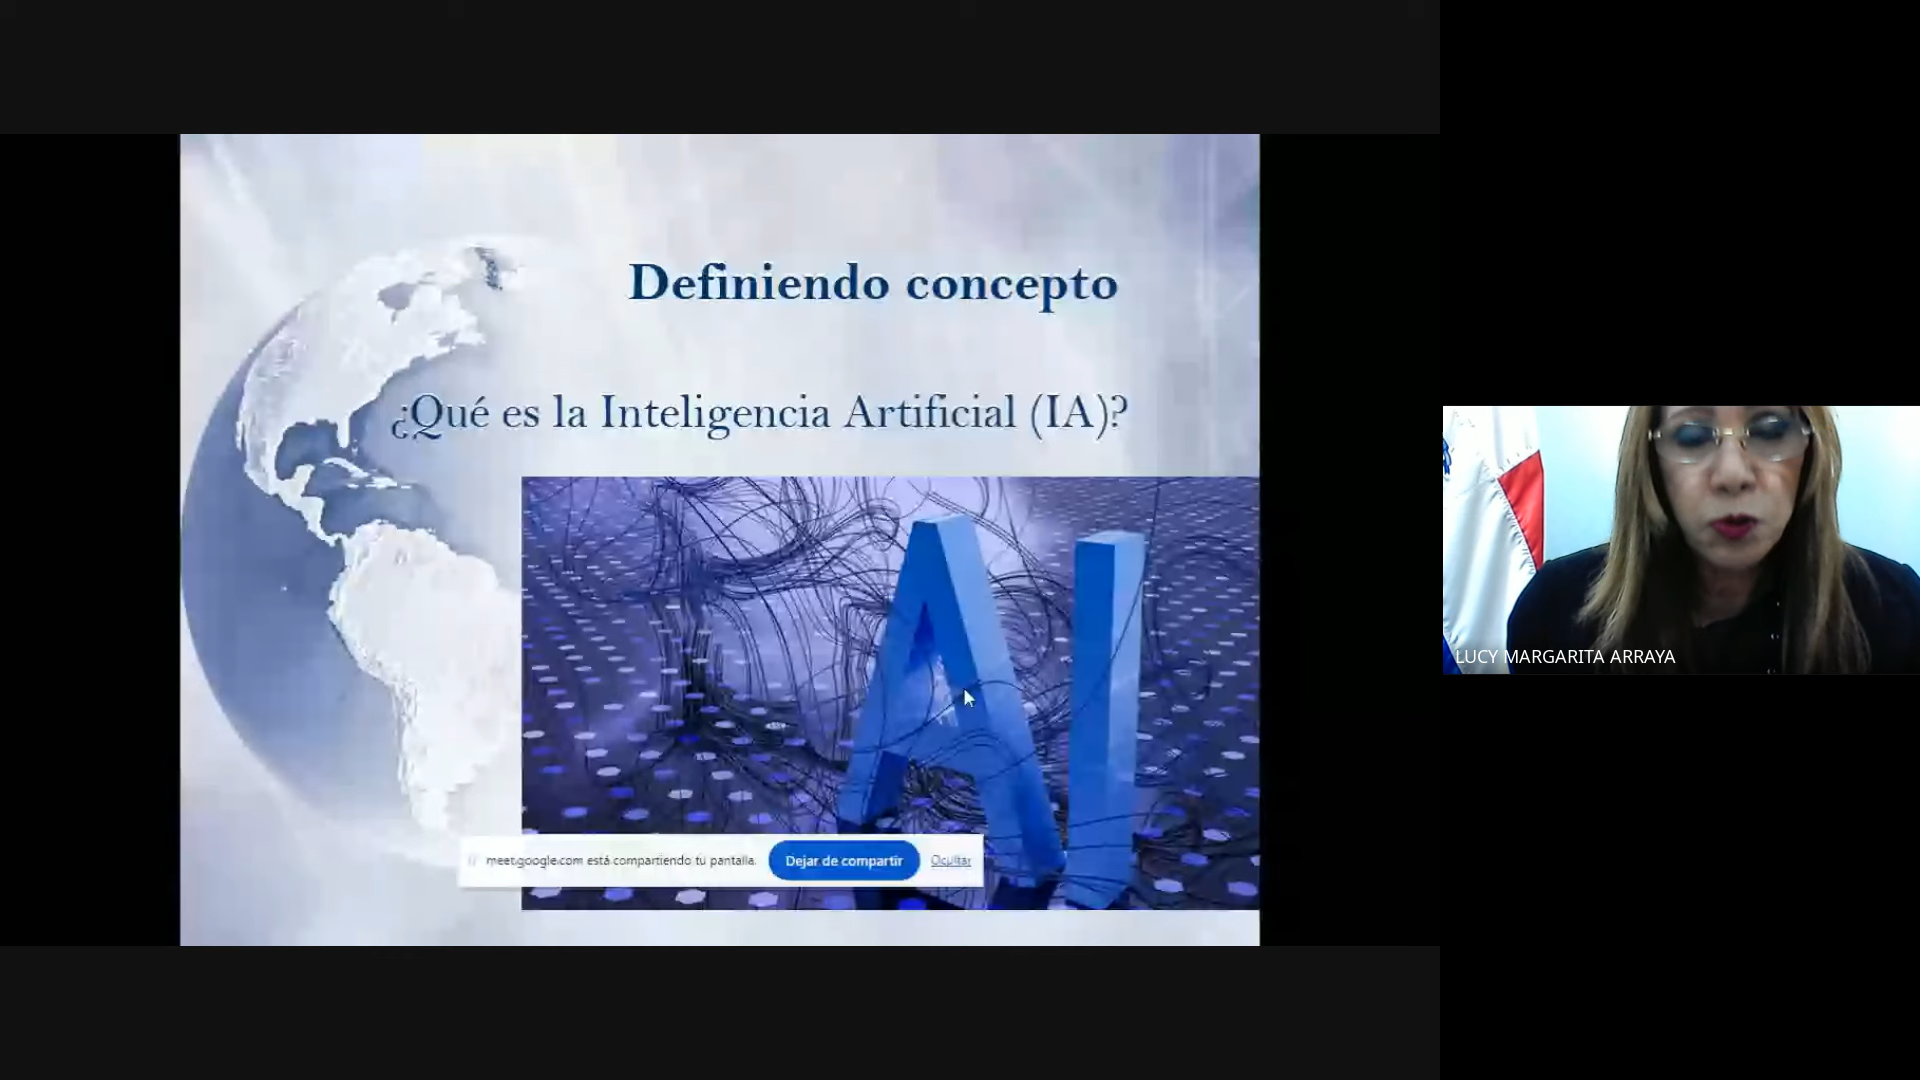 Definiendo concepto
¿Qué es la Inteligencia Artificial (IA)?
AI
meet.google.com está compartiendo tu pantalla.
Dejar de compartir
Ocultar
LUCY MARGARITA ARRAYA